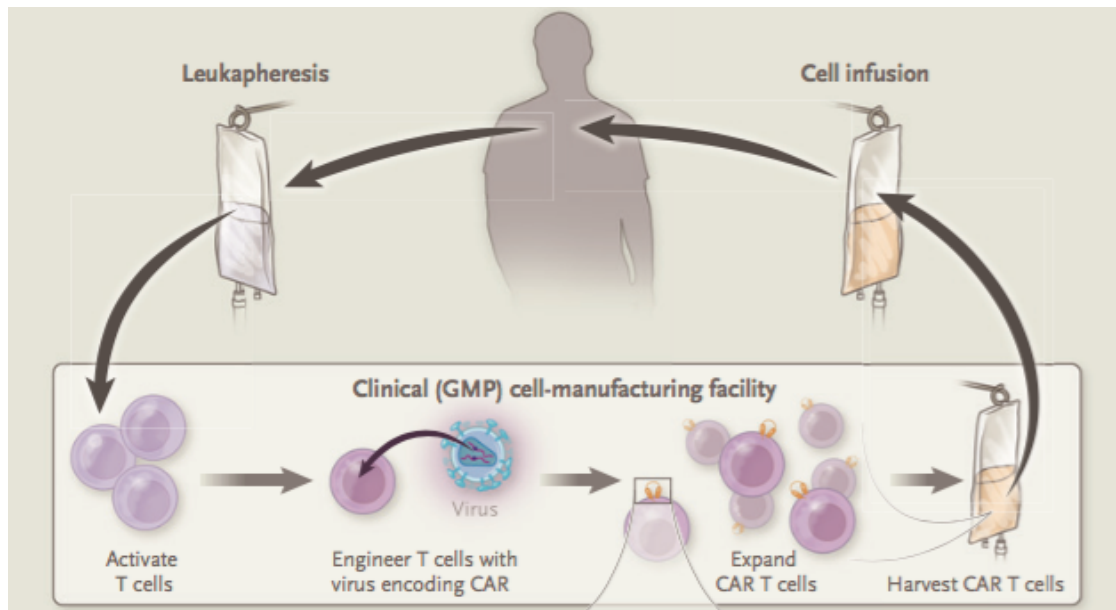 Leukapheresis
Cell infusion
Clinical (GMP) cell-manufacturing facility
Virus
Activate
T cells
Engineer T cells with
virus encoding CAR
Expand
CAR T cells
Harvest CAR T cells